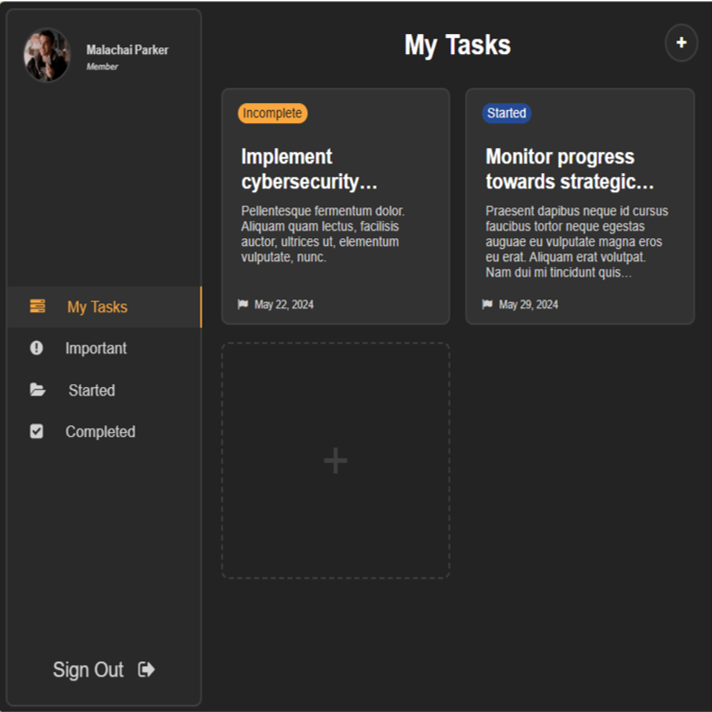 Malachai Parker
Member
My Tasks
Important
Started
Completed
Sign Out
My Tasks
+
Incomplete
Implement
cybersecurity...
Pellentesque fermentum dolor.
Aliquam quam lectus, facilisis
auctor, ultrices ut, elementum
vulputate, nunc.
May 22, 2024
Started
Monitor progress
towards strategic...
Praesent dapibus neque id cursus
faucibus tortor neque egestas
auguae eu vulputate magna eros
eu erat. Aliquam erat volutpat.
Nam dui mi tincidunt quis...
May 29, 2024
+